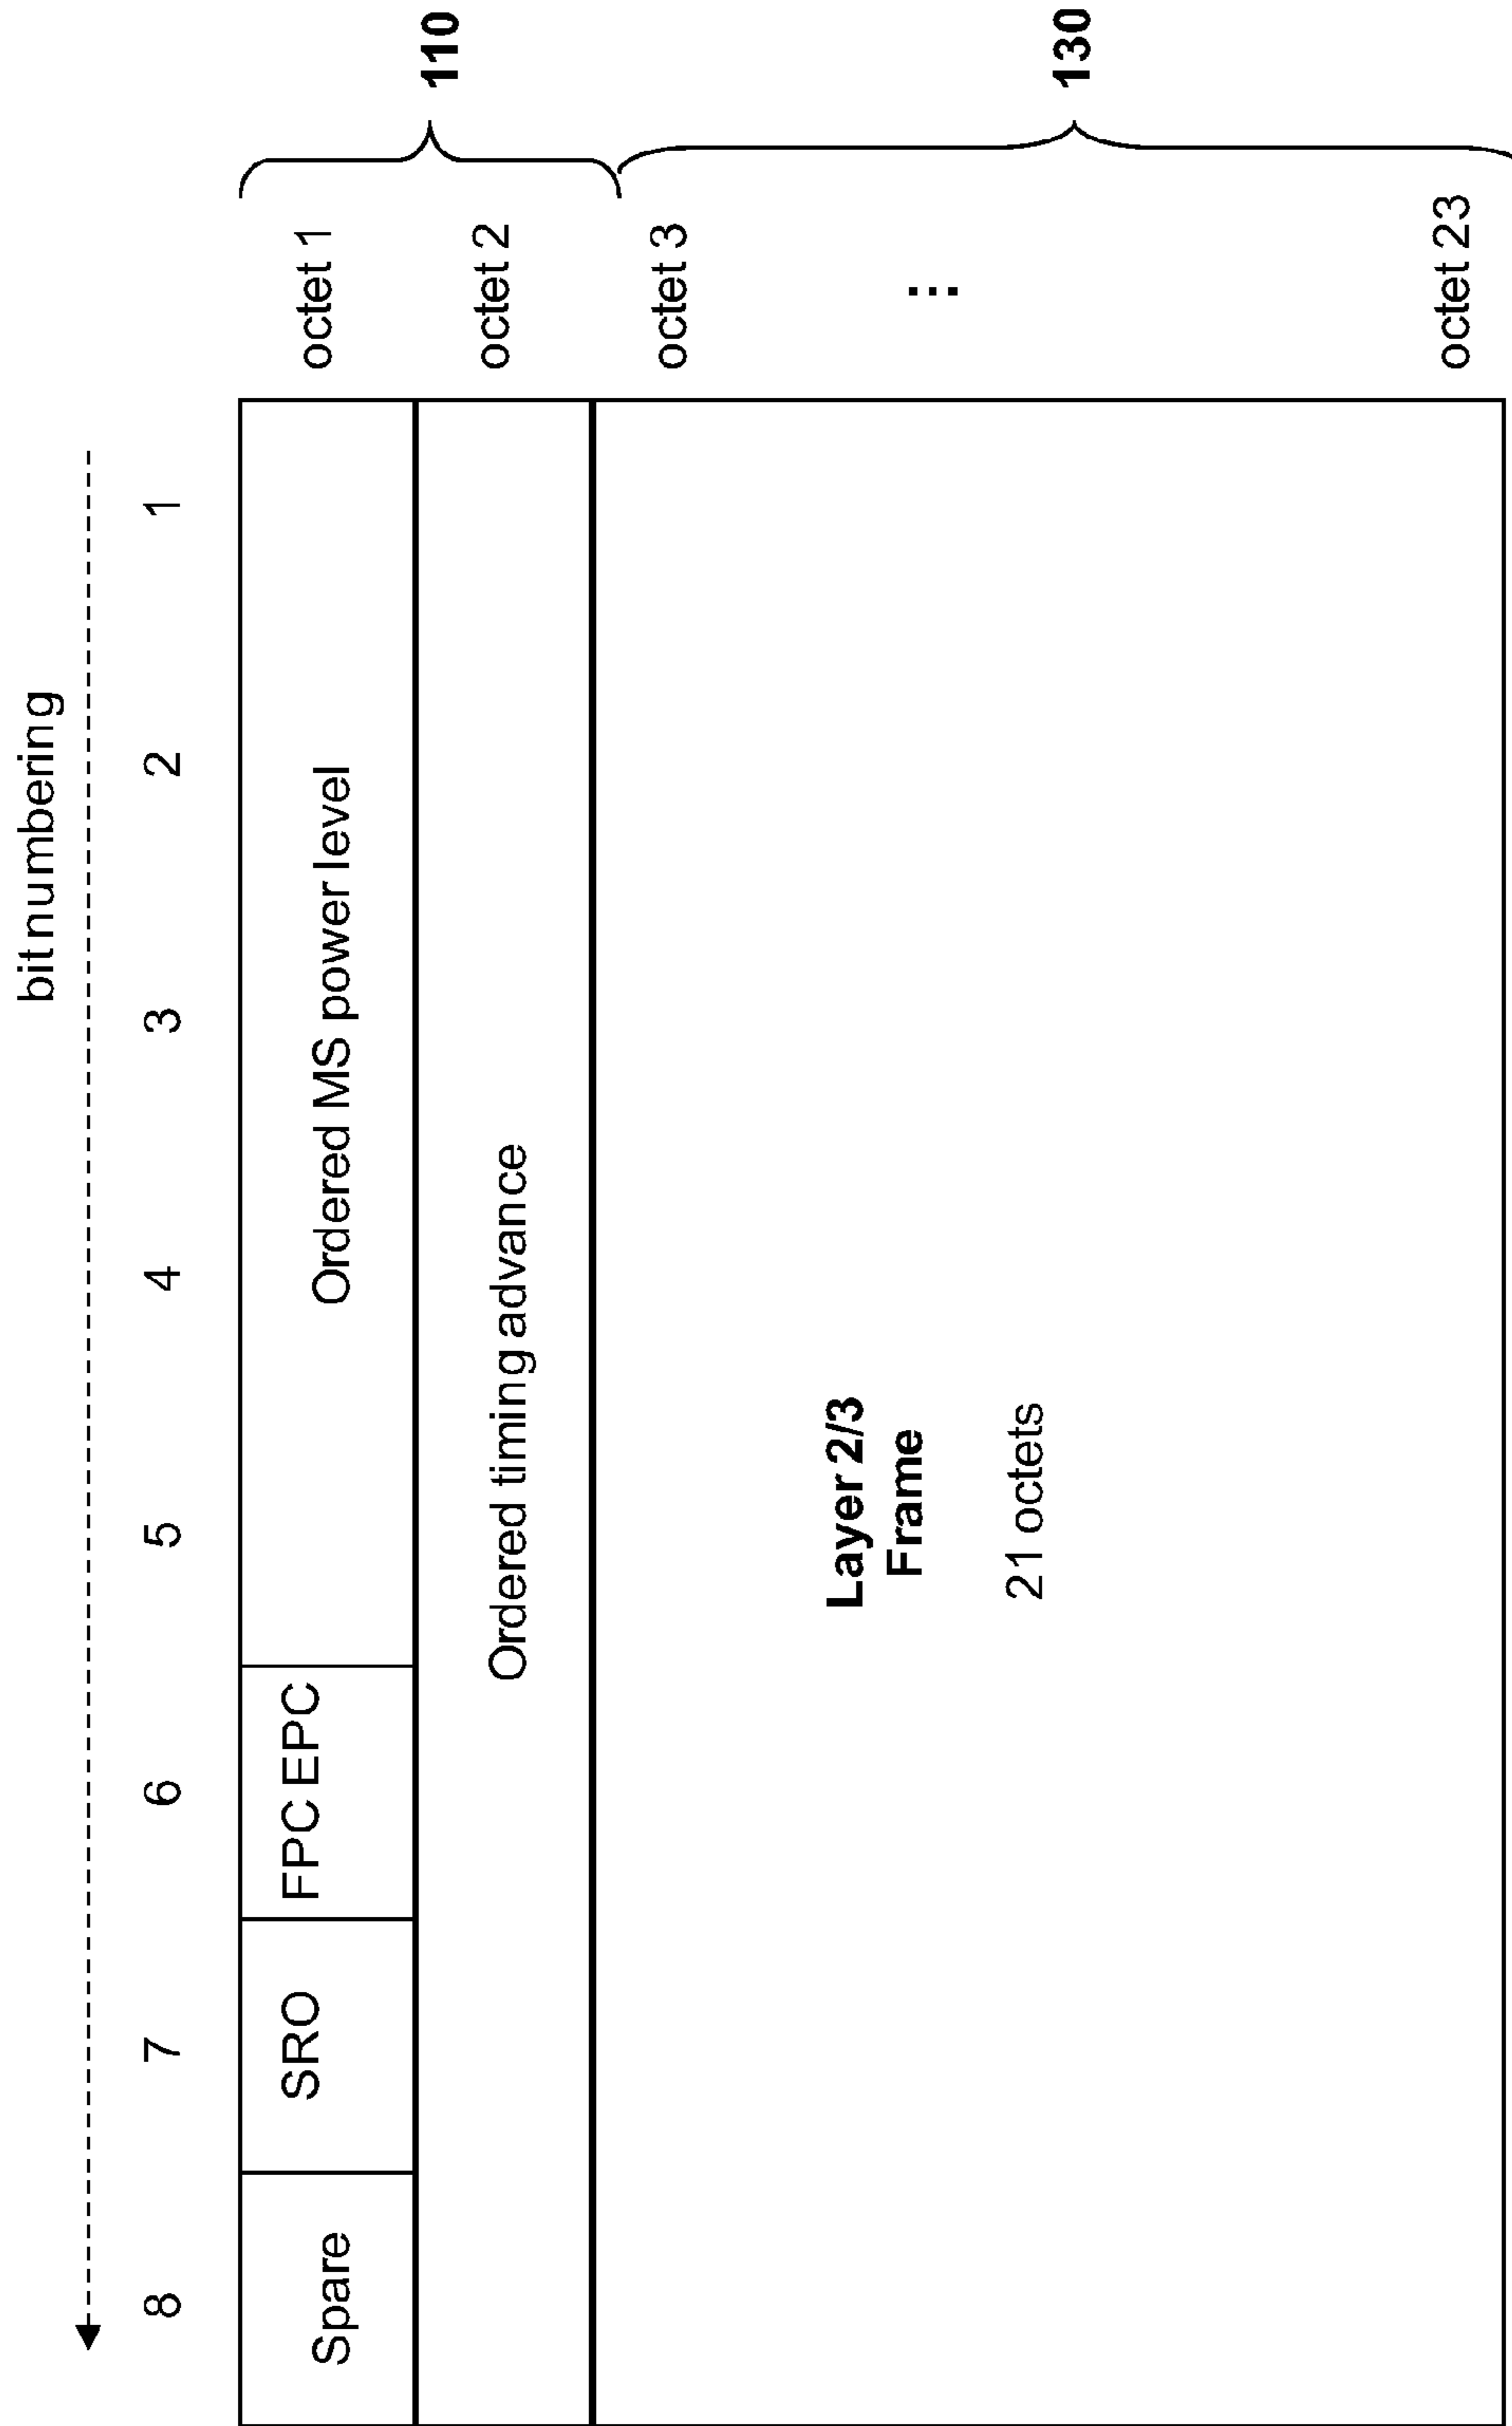 bit numbering
8 7 6 5 4 3 2 1
Spare SRO FPC EPC Ordered MS power level octet 1
110
Ordered timing advance octet 2
octet 3
Layer 2/3
Frame
...
21 octets
130
octet 23